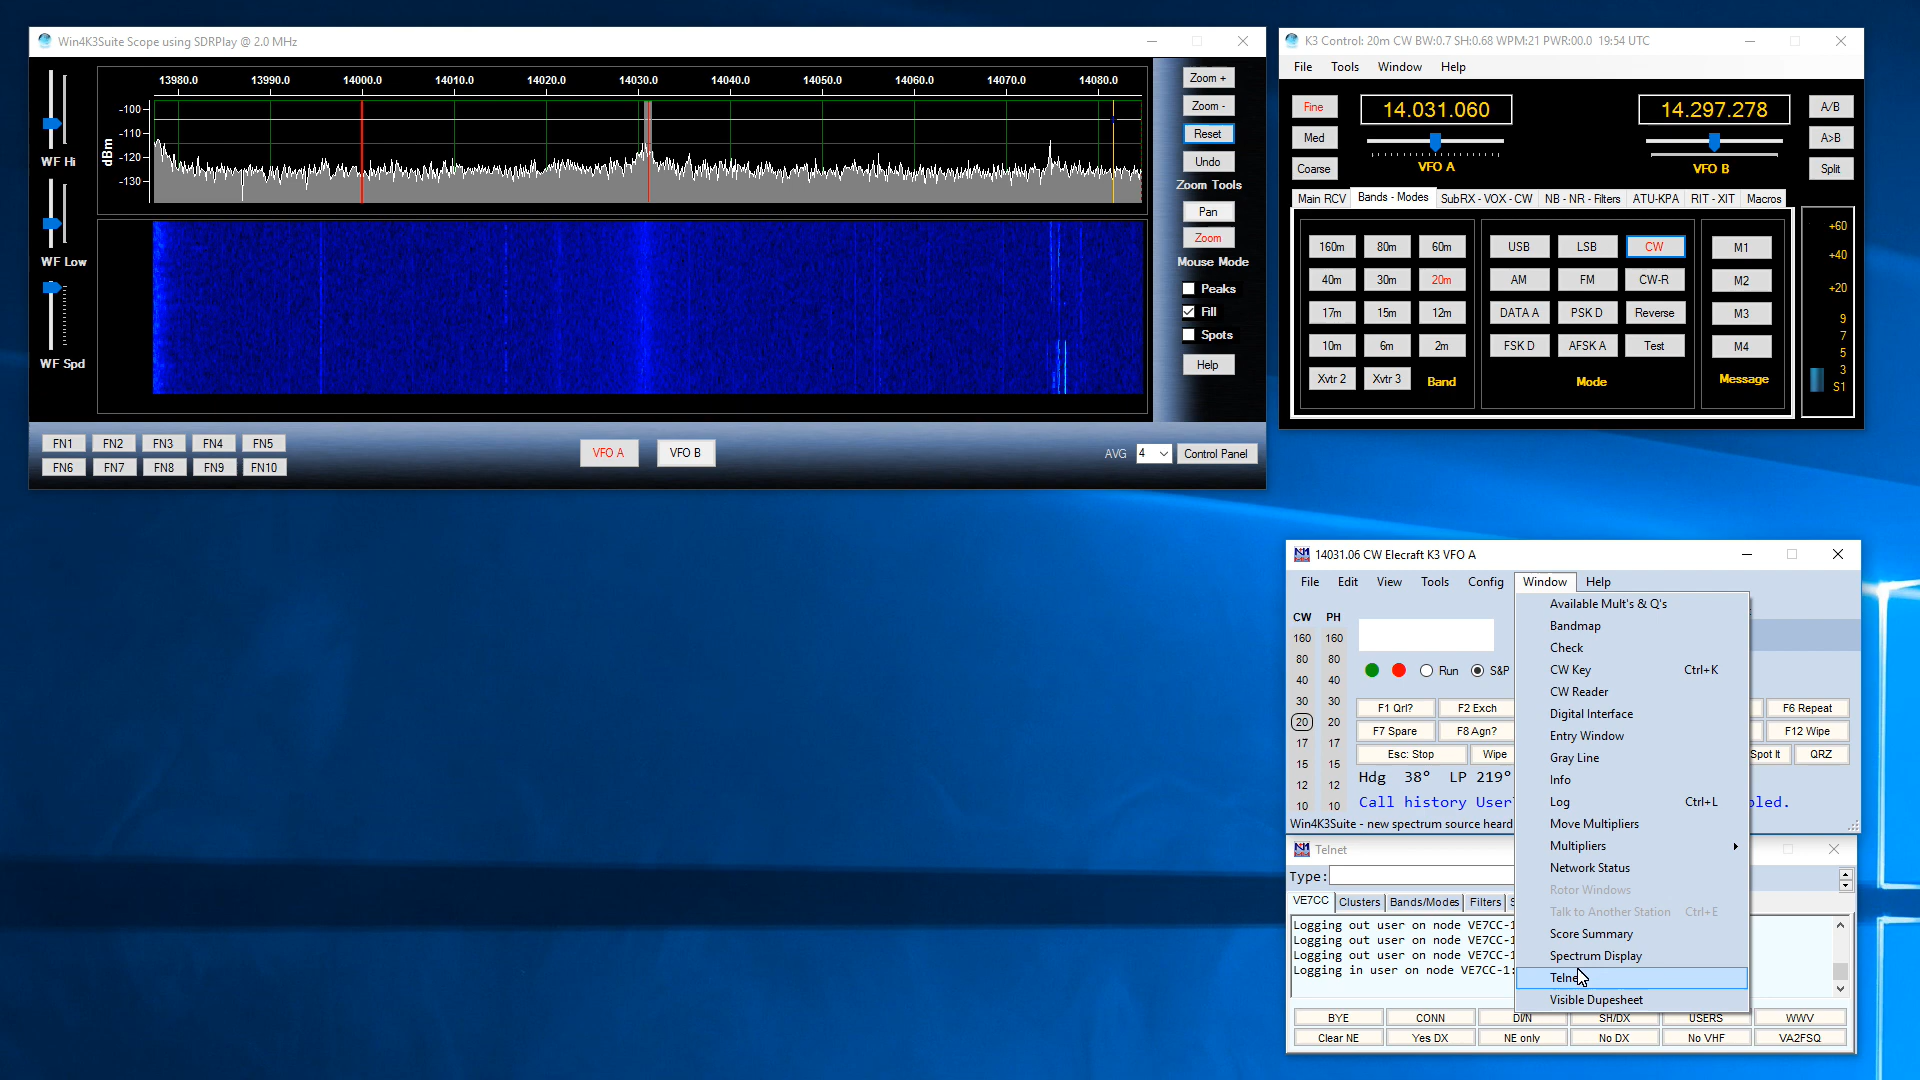 Win4K3Suite Scope using SDRPlay @ 2.0 MHz
13980.0 13990.0 14000.0 14010.0 14020.0 14030.0 14040.0 14050.0 14060.0 14070.0 14080.0
dBm
-100
-110
-120
-130
WF Hi
WF Low
WF Spd
Zoom +
Zoom -
Reset
Undo
Zoom Tools
Pan
Zoom
Mouse Mode
Peaks
Fill
Spots
Help
FN1 FN2 FN3 FN4 FN5
FN6 FN7 FN8 FN9 FN10
VFO A VFO B
AVG 4 Control Panel
K3 Control: 20m CW BW:0.7 SH:0.68 WPM:21 PWR:00.0 19:54 UTC
File Tools Window Help
Fine 14.031.060 14.297.278 A/B
Med A>B
Coarse VFO A VFO B Split
Main RCV Bands - Modes SubRX - VOX - CW NB - NR - Filters ATU-KPA RIT - XIT Macros
160m 80m 60m USB LSB CW M1
40m 30m 20m AM FM CW-R M2
17m 15m 12m DATA A PSK D Reverse M3
10m 6m 2m FSK D AFSK A Test M4
Xvtr 2 Xvtr 3 Band Mode Message
+60
+40
+20
9
7
5
3
S1
14031.06 CW Elecraft K3 VFO A
File Edit View Tools Config Window Help
CW PH
160 160
80 80
40 40
30 30
20 20
17 17
15 15
12 12
10 10
Run S&P
F1 Qrl? F2 Exch F6 Repeat
F7 Spare F8 Agn? F12 Wipe
Esc: Stop Wipe Spot It QRZ
Hdg 38° LP 219°
Call history User
bled.
Win4K3Suite - new spectrum source heard
Available Mult's & Q's
Bandmap
Check
CW Key Ctrl+K
CW Reader
Digital Interface
Entry Window
Gray Line
Info
Log Ctrl+L
Move Multipliers
Multipliers
Network Status
Rotor Windows
Talk to Another Station Ctrl+E
Score Summary
Spectrum Display
Telne
Visible Dupesheet
Telnet
Type:
VE7CC Clusters Bands/Modes Filters S
Logging out user on node VE7CC-1
Logging out user on node VE7CC-1
Logging out user on node VE7CC-1
Logging in user on node VE7CC-1:
BYE CONN DI/N SH/DX USERS WWV
Clear NE Yes DX NE only No DX No VHF VA2FSQ